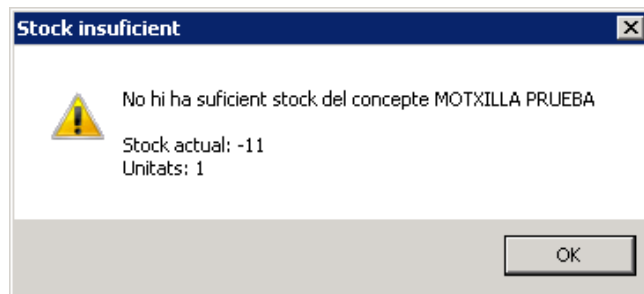 Stock insuficient
No hi ha suficient stock del concepte MOTXILLA PRUEBA
Stock actual: -11
Unitats: 1
OK